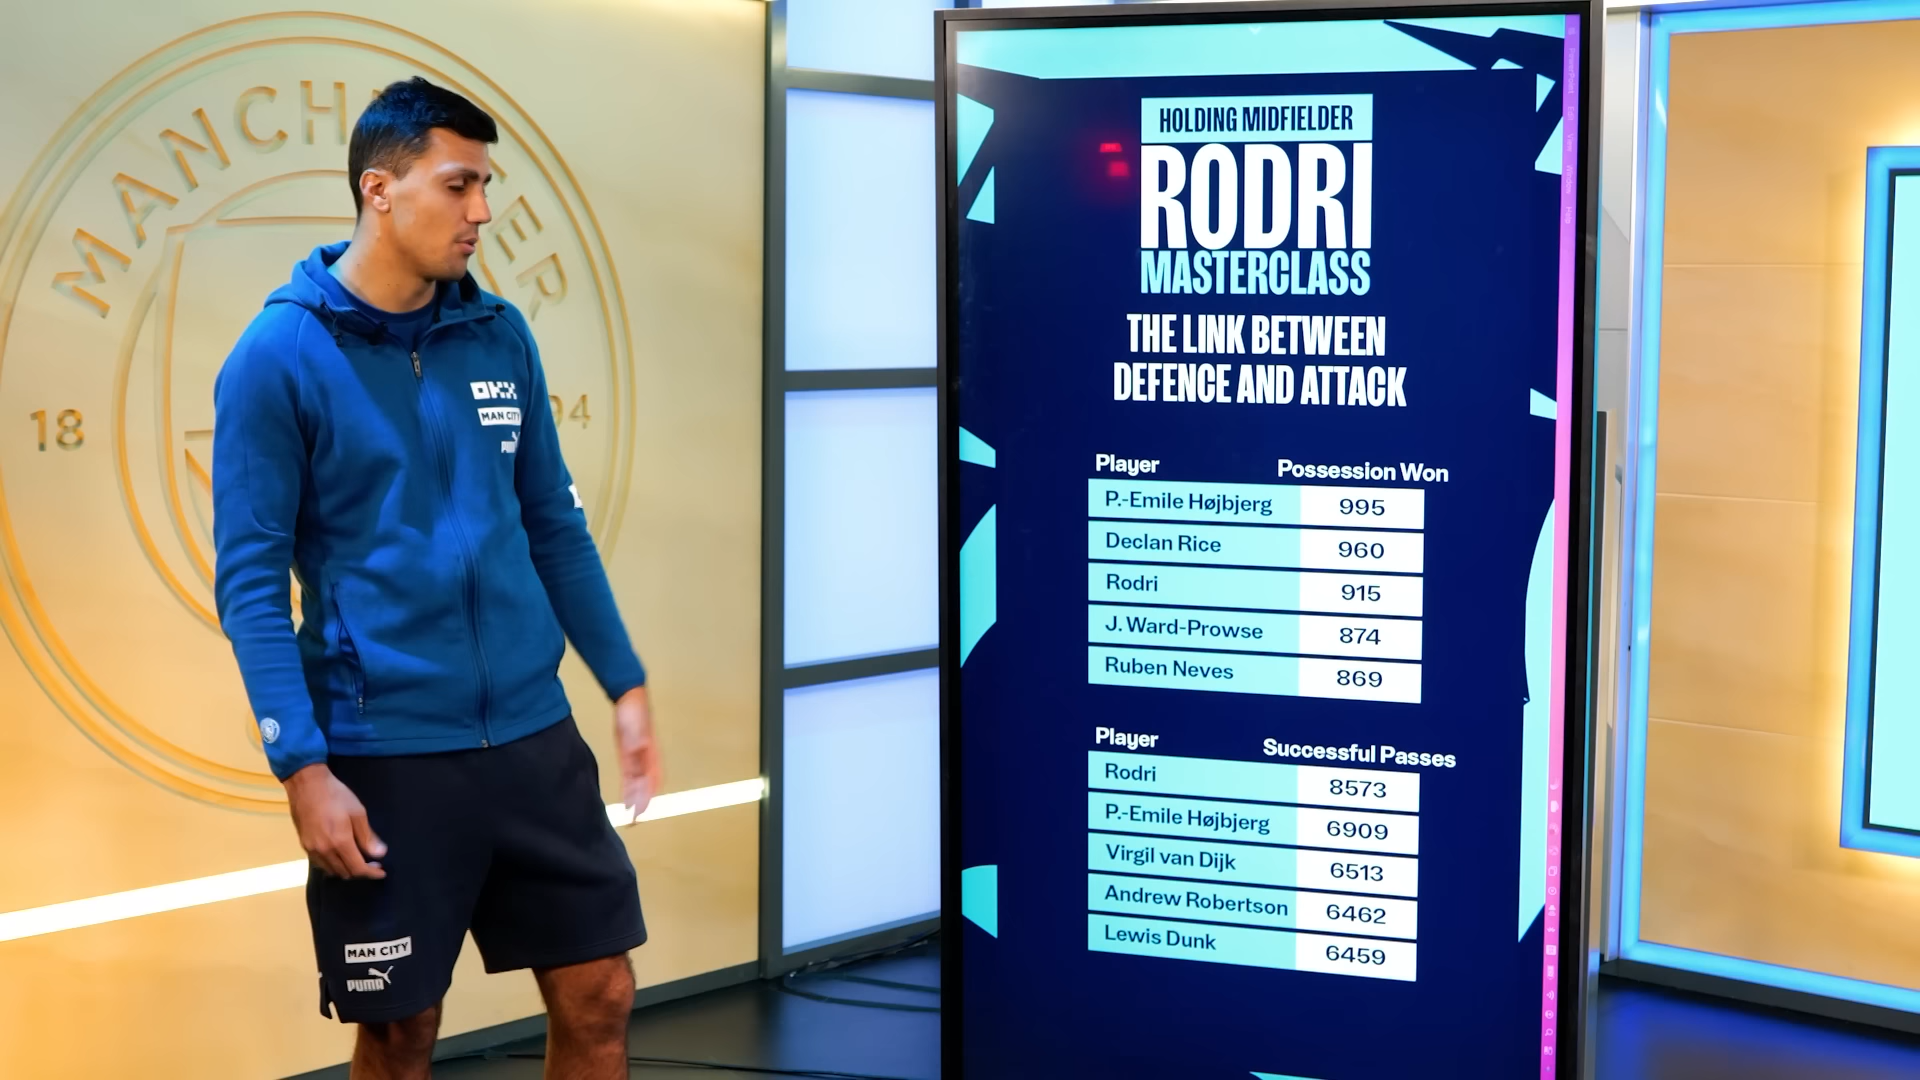 MANCHESTER
18 94
OKX
MAN CITY
PUMA
MAN CITY
PUMA
HOLDING MIDFIELDER
RODRI
MASTERCLASS
THE LINK BETWEEN
DEFENCE AND ATTACK
Player Possession Won
P.-Emile Højbjerg 995
Declan Rice 960
Rodri 915
J. Ward-Prowse 874
Ruben Neves 869
Player Successful Passes
Rodri 8573
P.-Emile Højbjerg 6909
Virgil van Dijk 6513
Andrew Robertson 6462
Lewis Dunk 6459